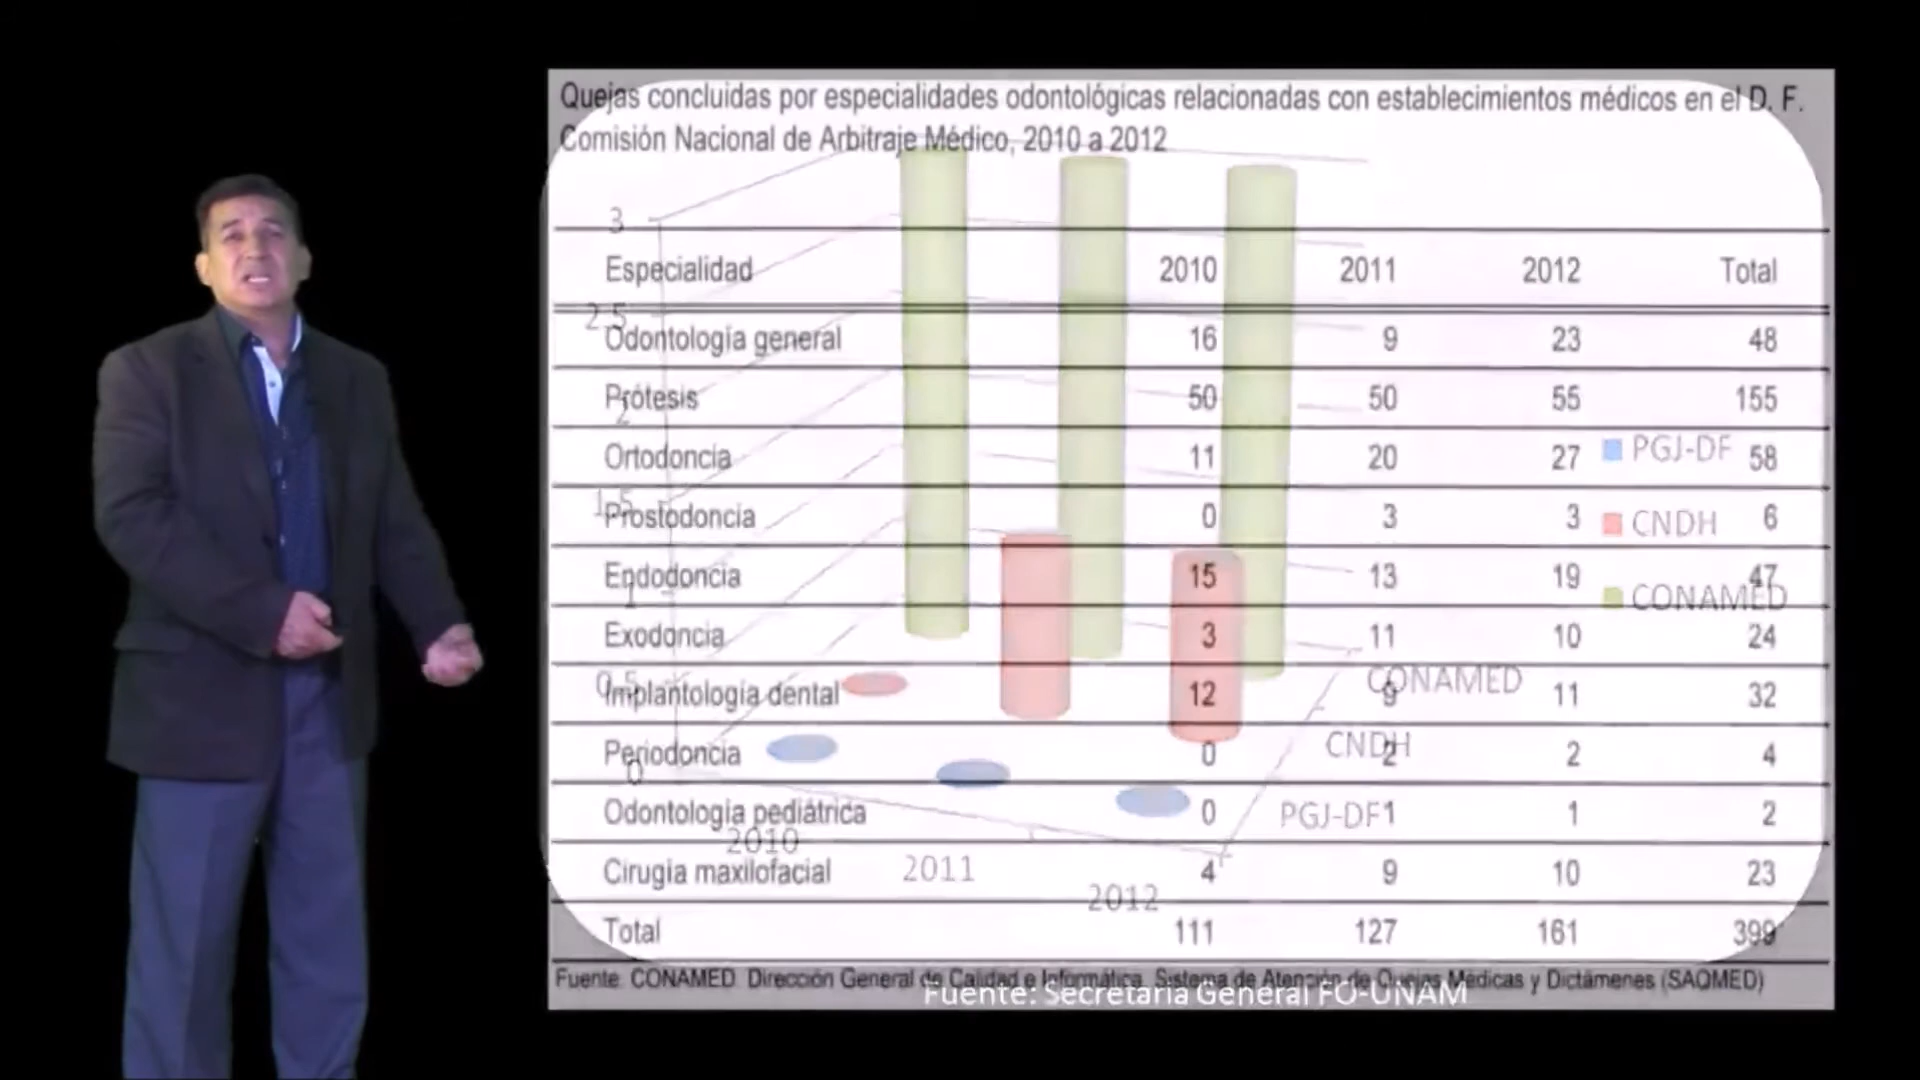 Quejas concluidas por especialidades odontológicas relacionadas con establecimientos médicos en el D. F.
Comisión Nacional de Arbitraje Médico, 2010 a 2012
Especialidad 2010 2011 2012 Total
Odontología general 16 9 23 48
Prótesis 50 50 55 155
Ortodoncia 11 20 27 58
Prostodoncia 0 3 3 6
Endodoncia 15 13 19 47
Exodoncia 3 11 10 24
Implantología dental 12 9 11 32
Periodoncia 0 2 2 4
Odontología pediátrica 0 1 1 2
Cirugía maxilofacial 4 9 10 23
Total 111 127 161 399
Fuente: CONAMED. Dirección General de Calidad e Informática. Sistema de Atención de Quejas Médicas y Dictámenes (SAQMED)
3
2.5
2
1.5
1
0.5
0
2010
2011
2012
PGJ-DF
CNDH
CONAMED
PGJ-DF
CNDH
CONAMED
Fuente: Secretaria General FO-UNAM